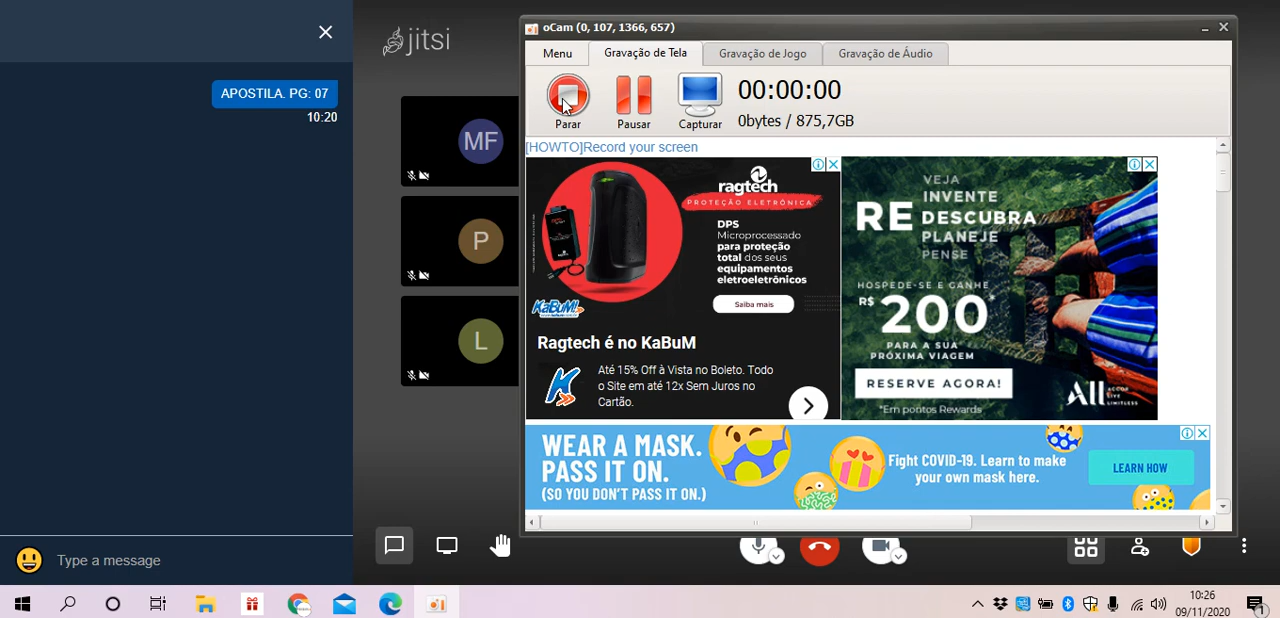 APOSTILA. PG: 07
10:20
Type a message
jitsi
MF
P
L
oCam (0, 107, 1366, 657)
Menu
Gravação de Tela
Gravação de Jogo
Gravação de Áudio
Parar
Pausar
Capturar
00:00:00
0bytes / 875,7GB
[HOWTO]Record your screen
ragtech
PROTEÇÃO ELETRÔNICA
DPS
Microprocessado
para proteção
total dos seus
equipamentos
eletroeletrônicos
KaBuM!
Saiba mais
Ragtech é no KaBuM
Até 15% Off à Vista no Boleto. Todo
o Site em até 12x Sem Juros no
Cartão.
VEJA
INVENTE
RE DESCUBRA
PLANEJE
PENSE
HOSPEDE-SE E GANHE
R$ 200*
PARA A SUA
PRÓXIMA VIAGEM
RESERVE AGORA!
*Em pontos Rewards
ALL ACCOR LIVE LIMITLESS
WEAR A MASK.
PASS IT ON.
(SO YOU DON'T PASS IT ON.)
Fight COVID-19. Learn to make
your own mask here.
LEARN HOW
10:26
09/11/2020
1